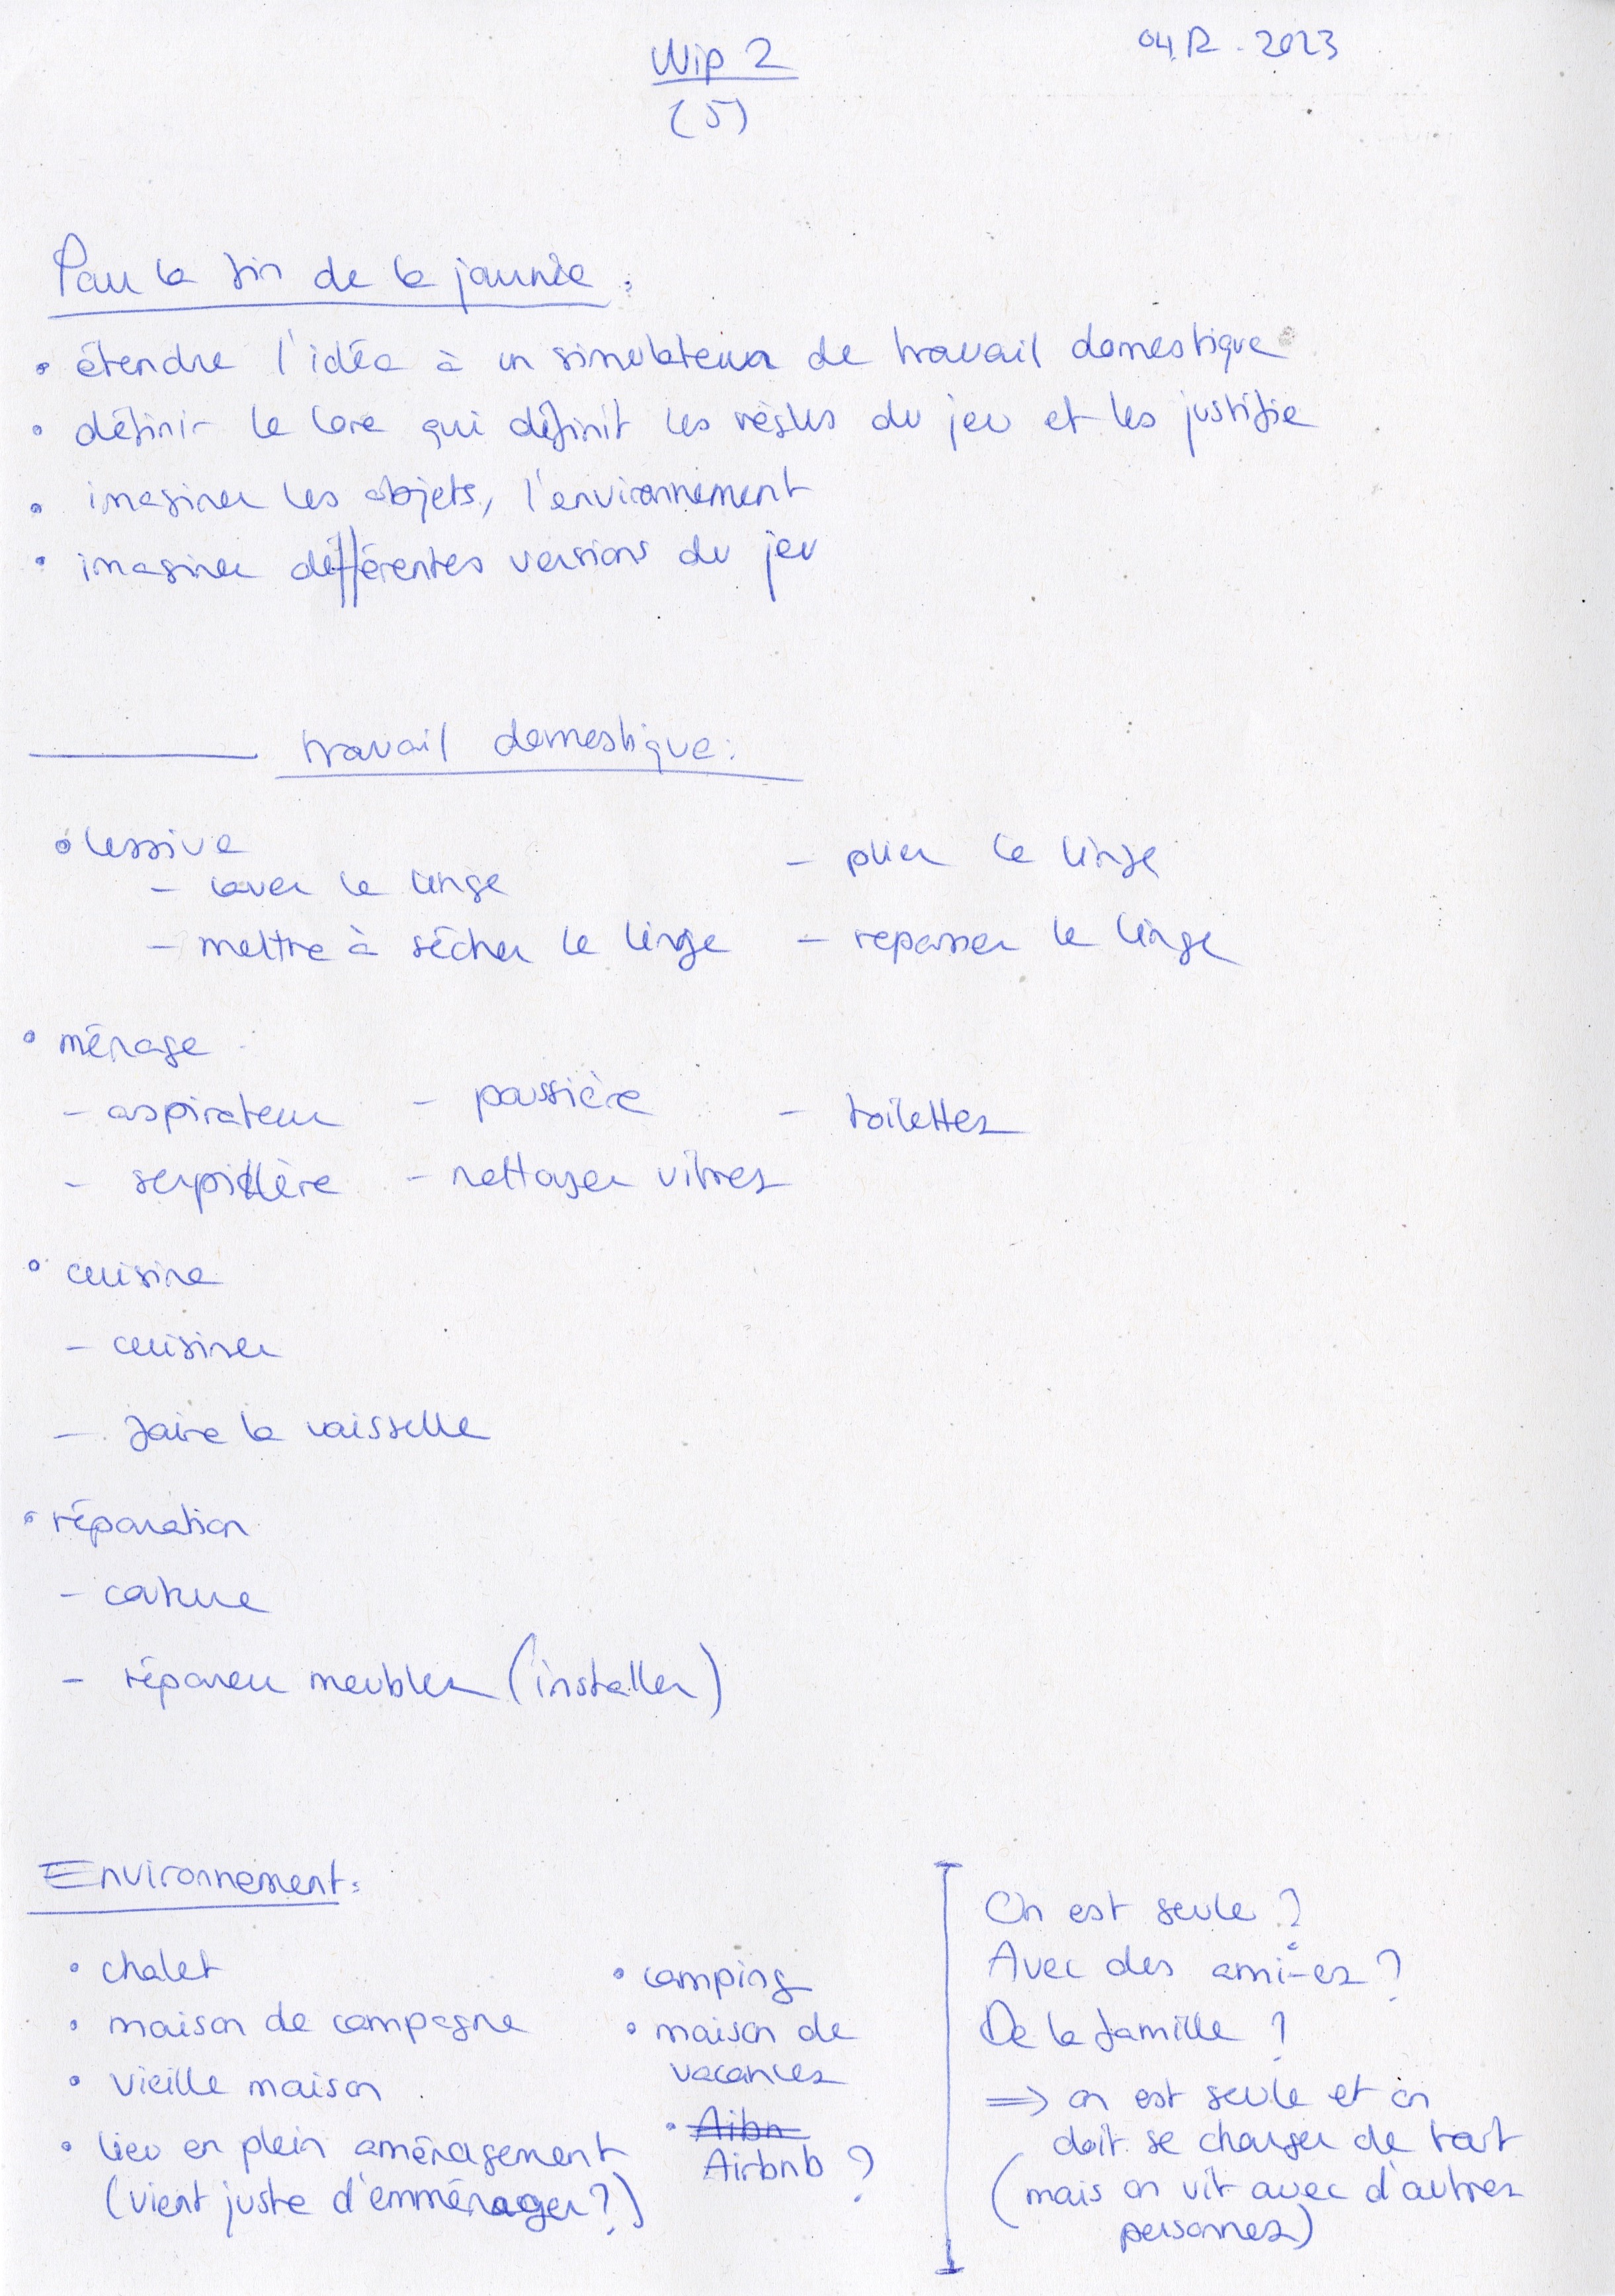 Wip 2
04.12.2023
(5)
Pour la fin de la journée :
• étendre l'idée à un simulateur de travail domestique
• définir le lore qui définit les règles du jeu et les justifie
• imaginer les objets, l'environnement
• imaginer différentes versions du jeu
travail domestique :
• lessive
- laver le linge
- plier le linge
- mettre à sécher le linge
- repasser le linge
• ménage
- aspirateur
- poussière
- toilettes
- serpillère
- nettoyer vitres
• cuisine
- cuisiner
- faire la vaisselle
• réparation
- couture
- réparer meubles (installer)
Environnement :
• chalet
• maison de campagne
• vieille maison
• lieu en plein aménagement
(vient juste d'emménager ?)
• camping
• maison de
vacances
• Aibn
Airbnb ?
On est seule ?
Avec des ami-es ?
De la famille ?
⇒ on est seule et on
doit se charger de tout
(mais on vit avec d'autres
personnes)